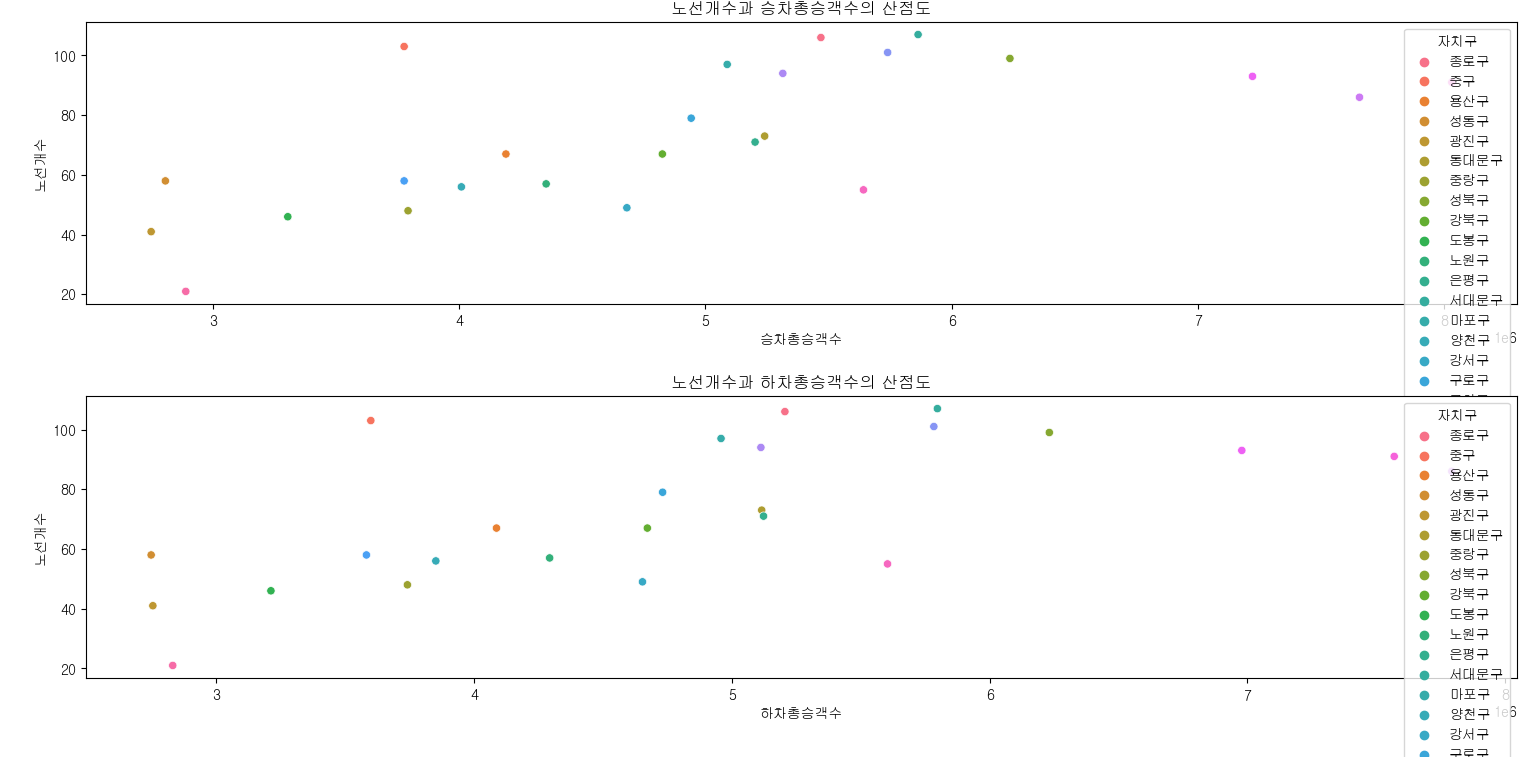 노선개수과 승차총승객수의 산점도
100
80
60
40
20
노선개수
3
4
5
6
7
8
1e6
승차총승객수
자치구
종로구
중구
용산구
성동구
광진구
동대문구
중랑구
성북구
강북구
도봉구
노원구
은평구
서대문구
마포구
양천구
강서구
구로구
노선개수과 하차총승객수의 산점도
100
80
60
40
20
노선개수
3
4
5
6
7
8
1e6
하차총승객수
자치구
종로구
중구
용산구
성동구
광진구
동대문구
중랑구
성북구
강북구
도봉구
노원구
은평구
서대문구
마포구
양천구
강서구
구로구